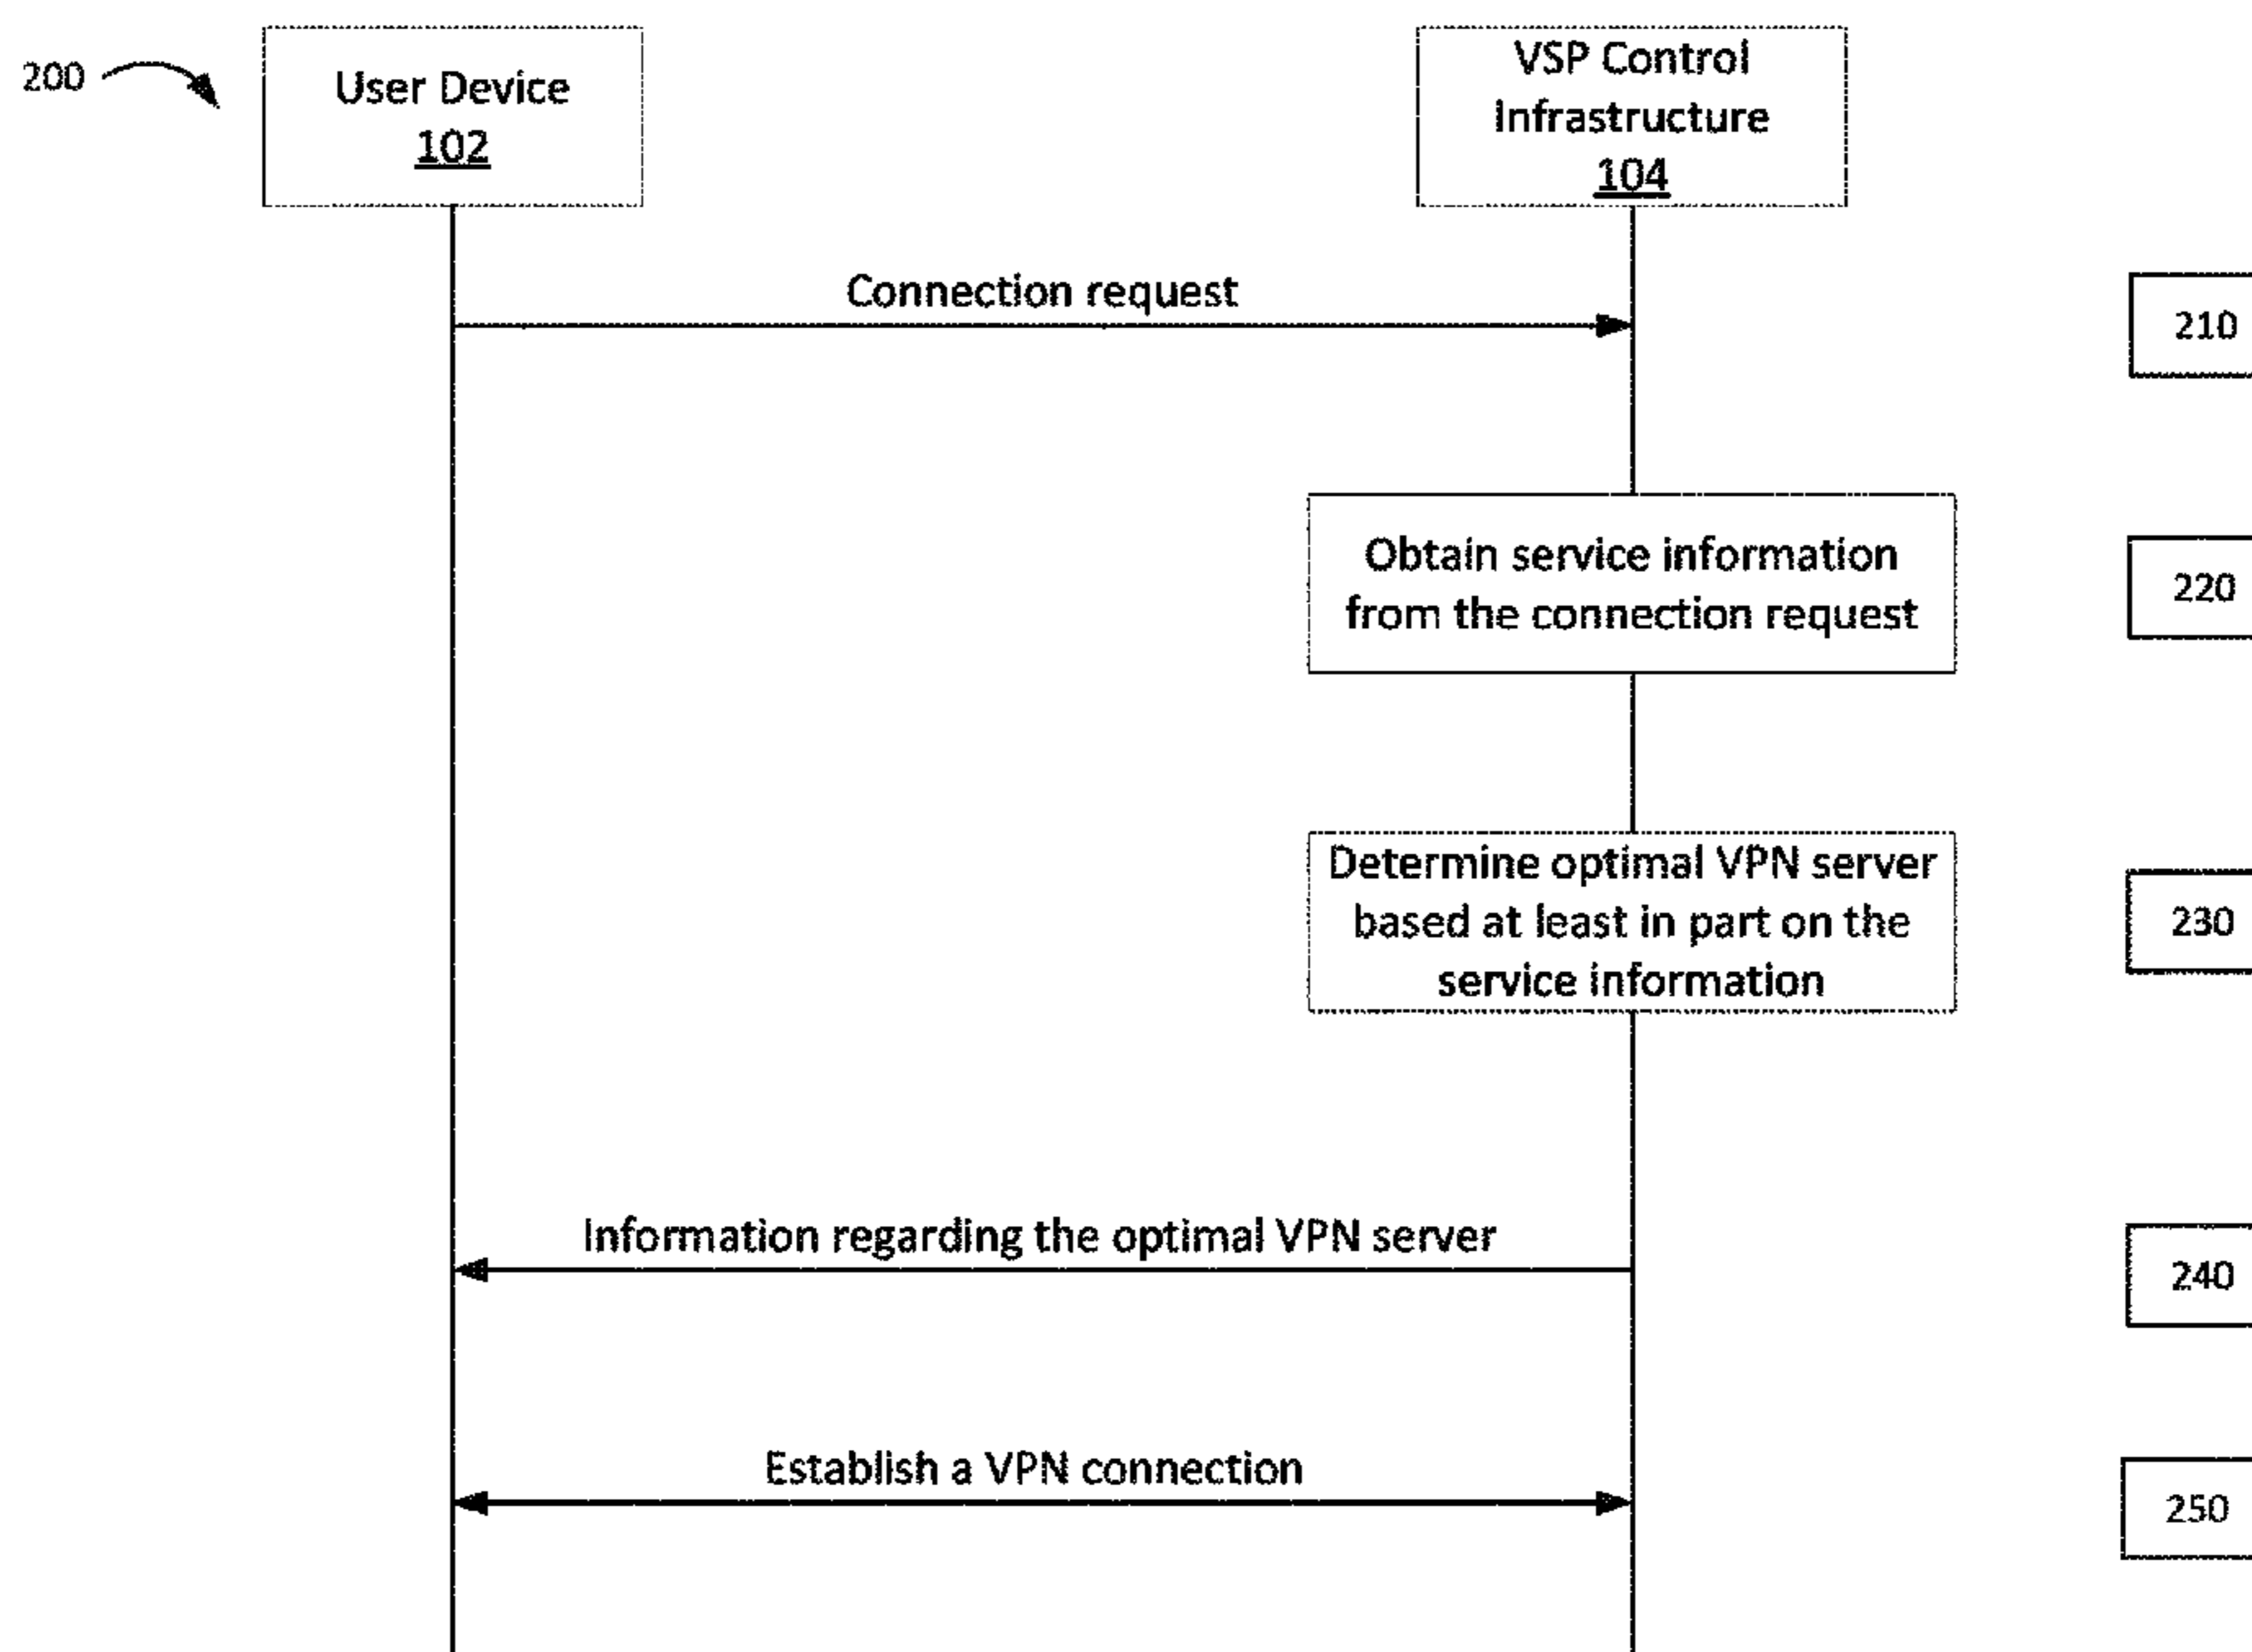 200
User Device
102
VSP Control
Infrastructure
104
Connection request
210
Obtain service information
from the connection request
220
Determine optimal VPN server
based at least in part on the
service information
230
Information regarding the optimal VPN server
240
Establish a VPN connection
250